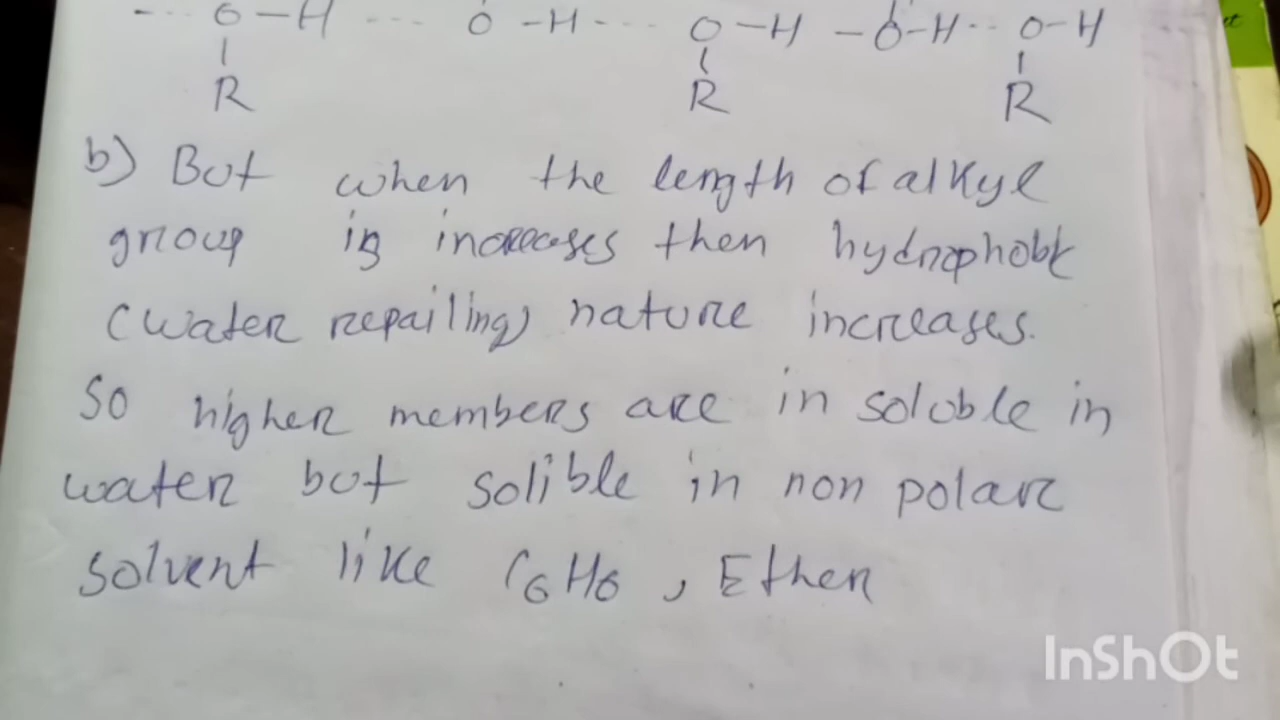 --- O-H --- O-H --- O-H -O-H -- O-H ---
R R R
b) But when the length of alkyl
group is increases then hydrophobic
(water repailing) nature increases.
So higher members are in soluble in
water but solible in non polar
solvent like C6H6, Ether
InShOt